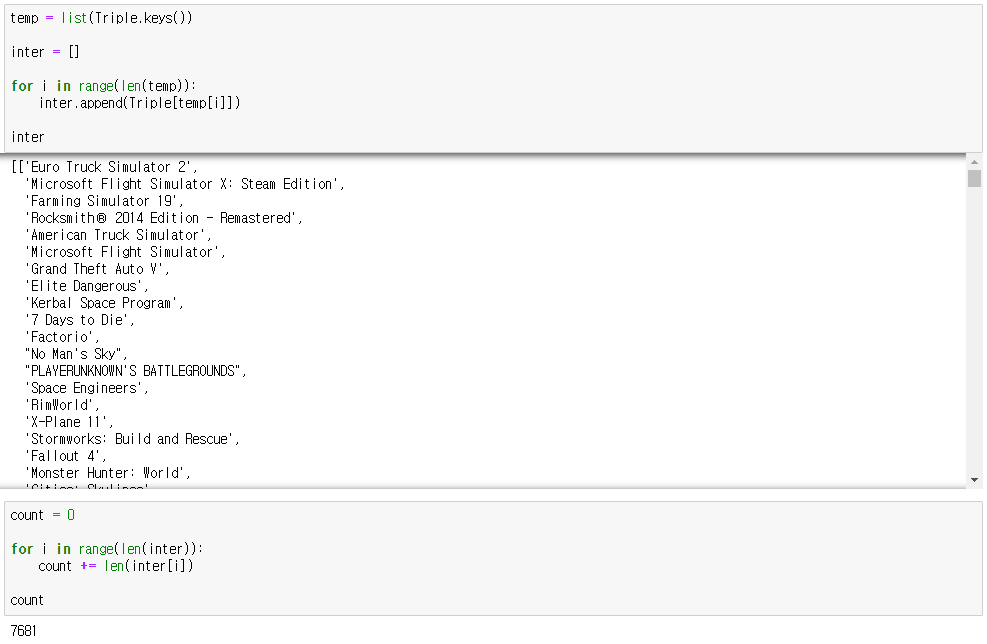 temp = list(Triple.keys())
inter = []
for i in range(len(temp)):
    inter.append(Triple[temp[i]])
inter
[['Euro Truck Simulator 2',
'Microsoft Flight Simulator X: Steam Edition',
'Farming Simulator 19',
'Rocksmith® 2014 Edition - Remastered',
'American Truck Simulator',
'Microsoft Flight Simulator',
'Grand Theft Auto V',
'Elite Dangerous',
'Kerbal Space Program',
'7 Days to Die',
'Factorio',
"No Man's Sky",
"PLAYERUNKNOWN'S BATTLEGROUNDS",
'Space Engineers',
'RimWorld',
'X-Plane 11',
'Stormworks: Build and Rescue',
'Fallout 4',
'Monster Hunter: World',
'Cities: Skylines'
count = 0
for i in range(len(inter)):
    count += len(inter[i])
count
7681